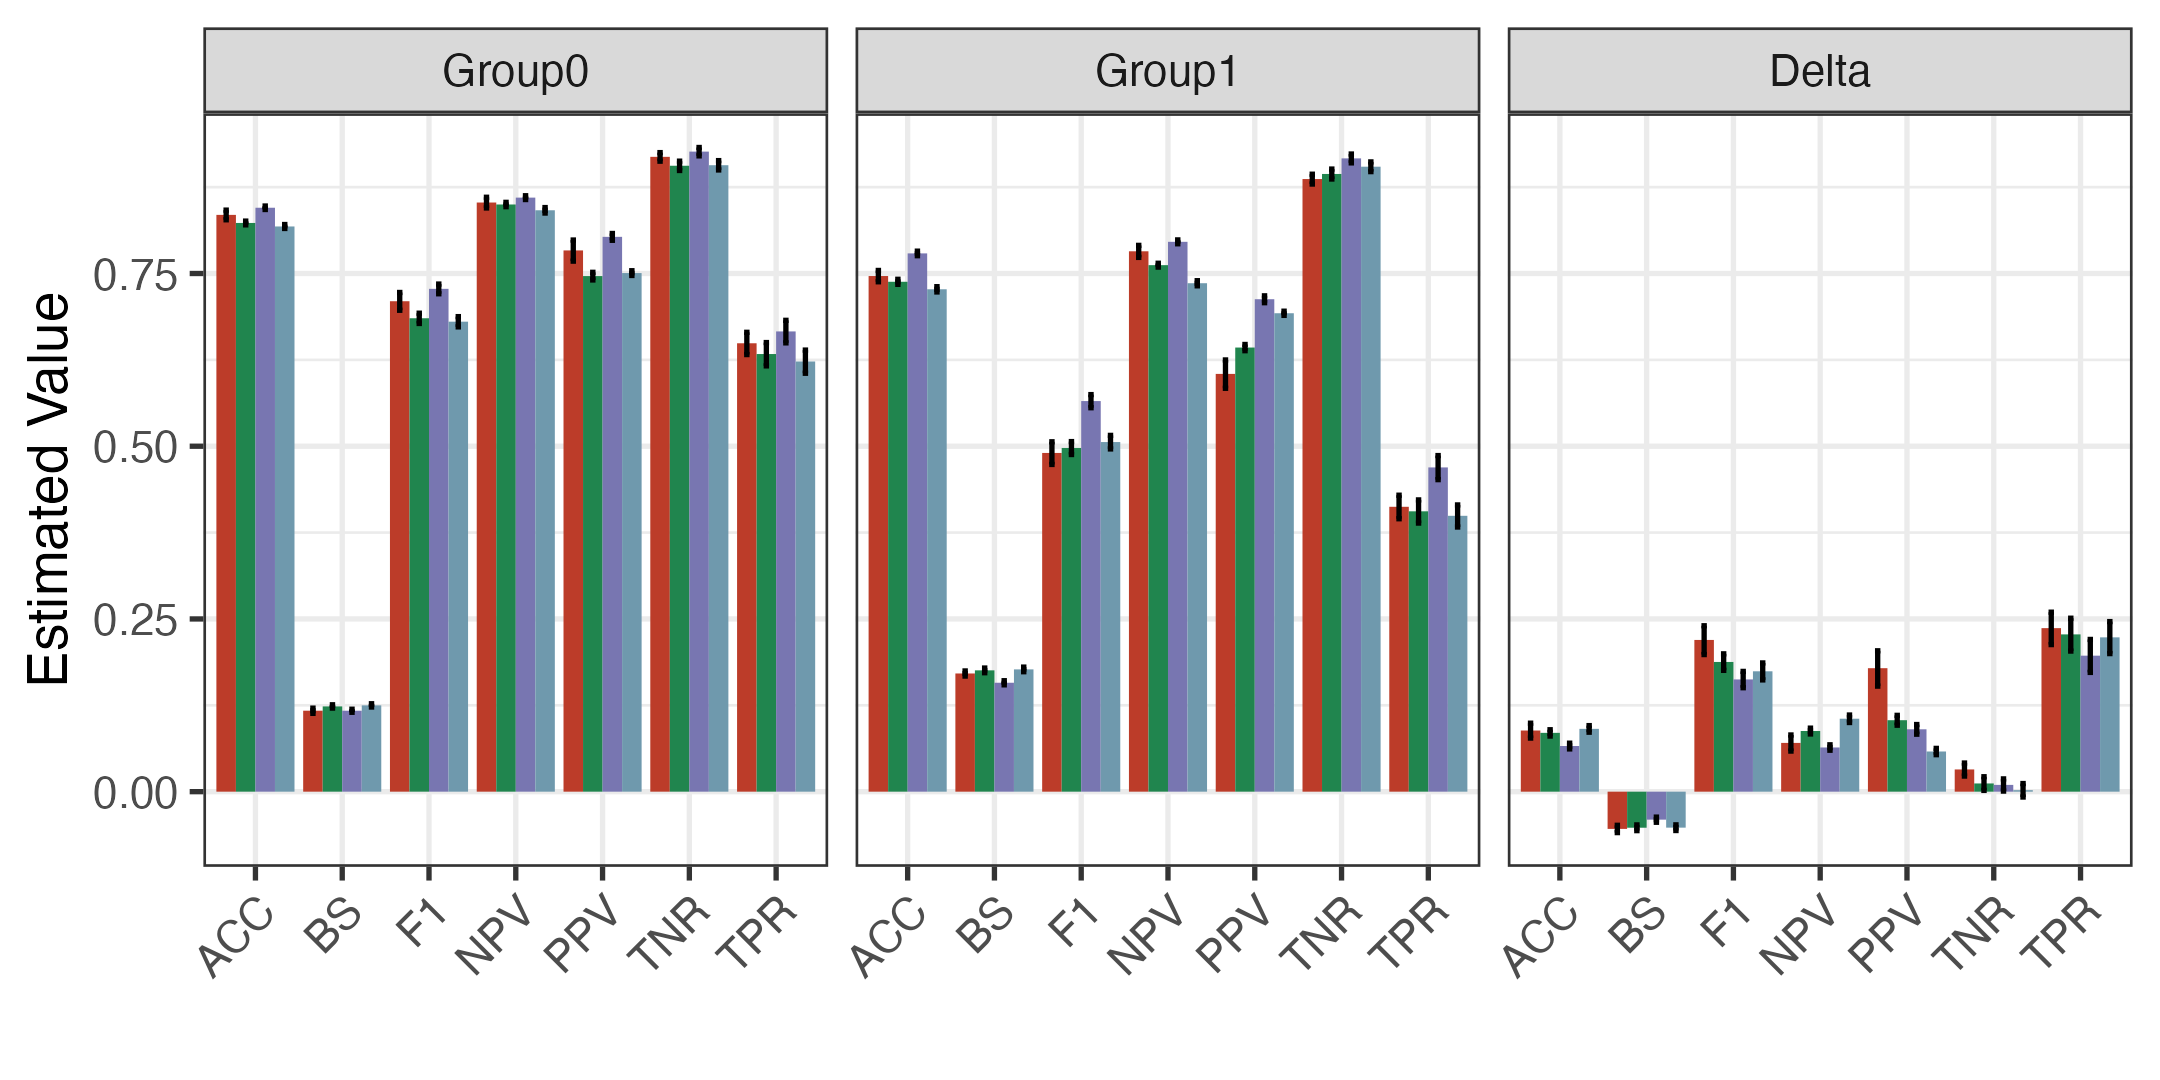 Group0
Group1
Delta
Estimated Value
0.75
0.50
0.25
0.00
ACC BS F1 NPV PPV TNR TPR
ACC BS F1 NPV PPV TNR TPR
ACC BS F1 NPV PPV TNR TPR